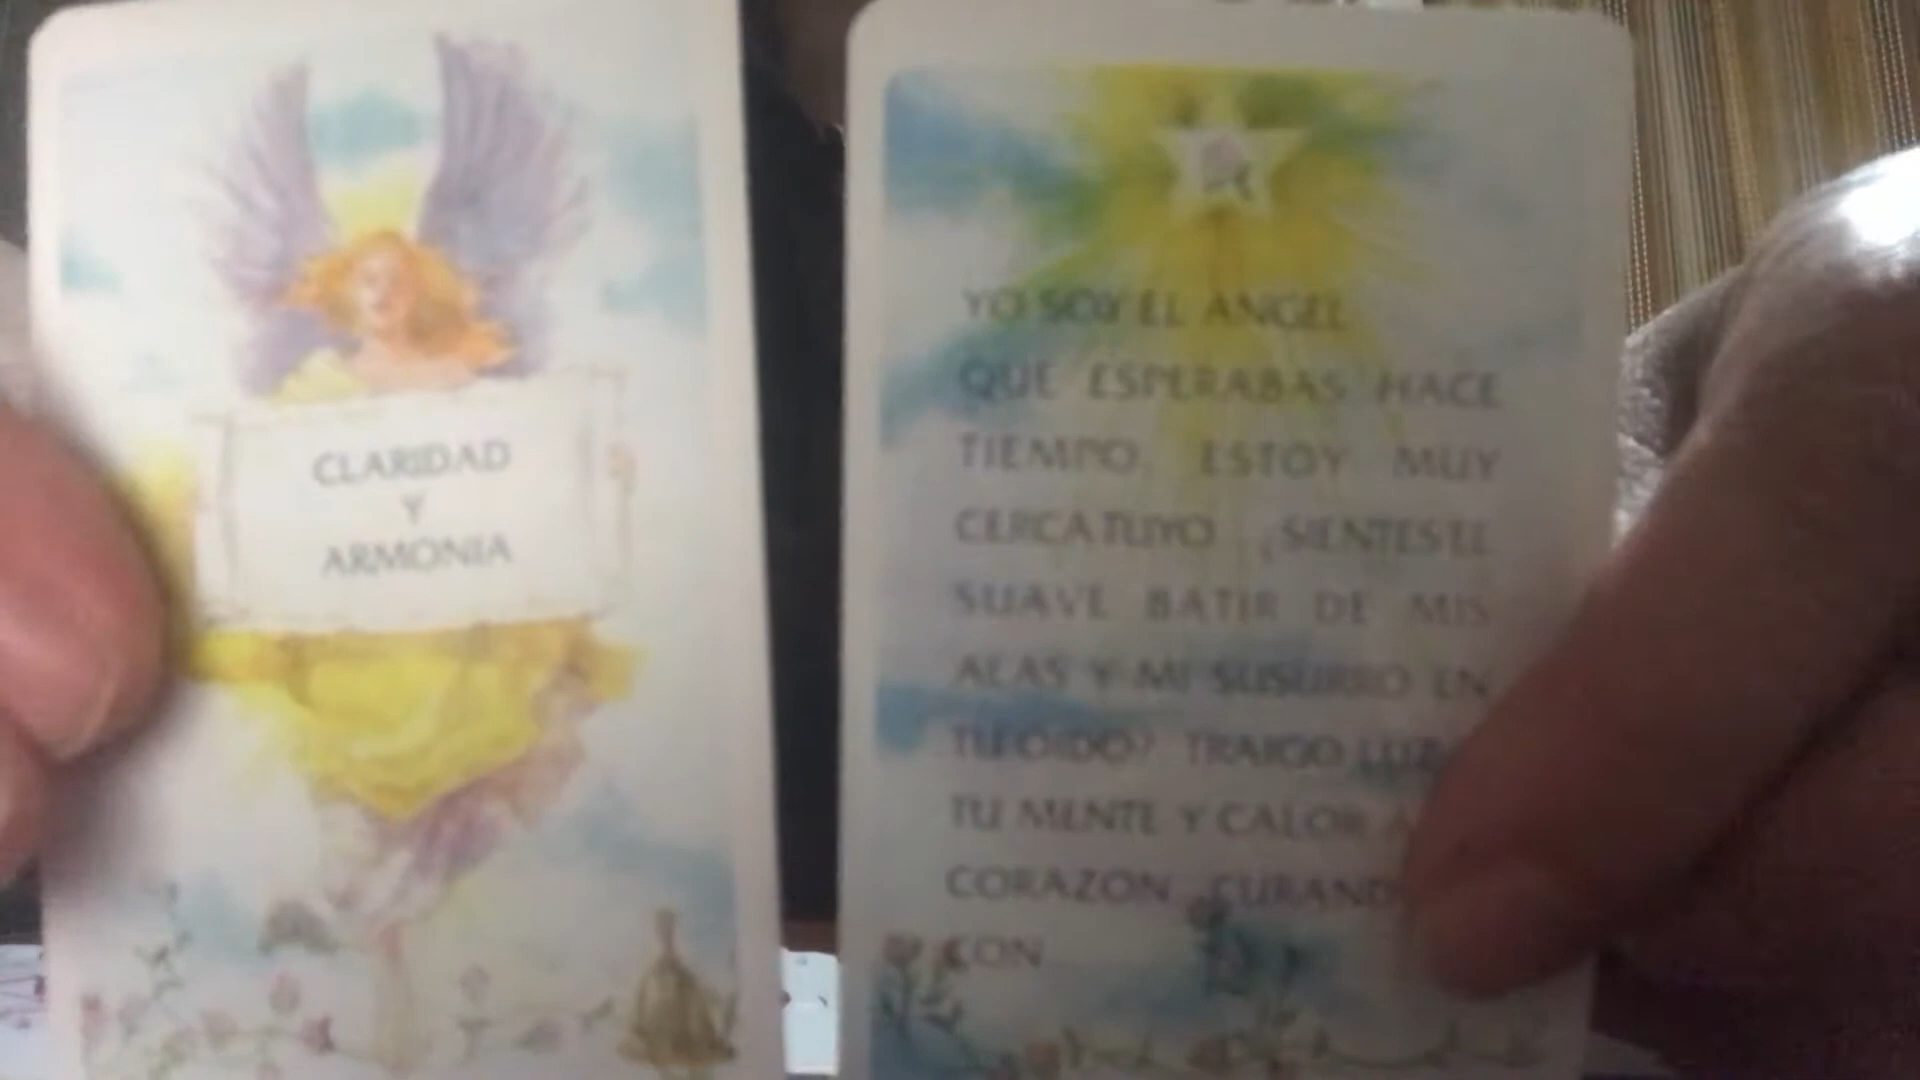 CLARIDAD
Y
ARMONIA
YO SOY EL ANGEL
QUE ESPERABAS HACE
TIEMPO. ESTOY MUY
CERCA TUYO ¿SIENTES EL
SUAVE BATIR DE MIS
ALAS Y MI SUSURRO EN
TU OIDO? TRAIGO LUZ
TU MENTE Y CALOR A
CORAZON
CON